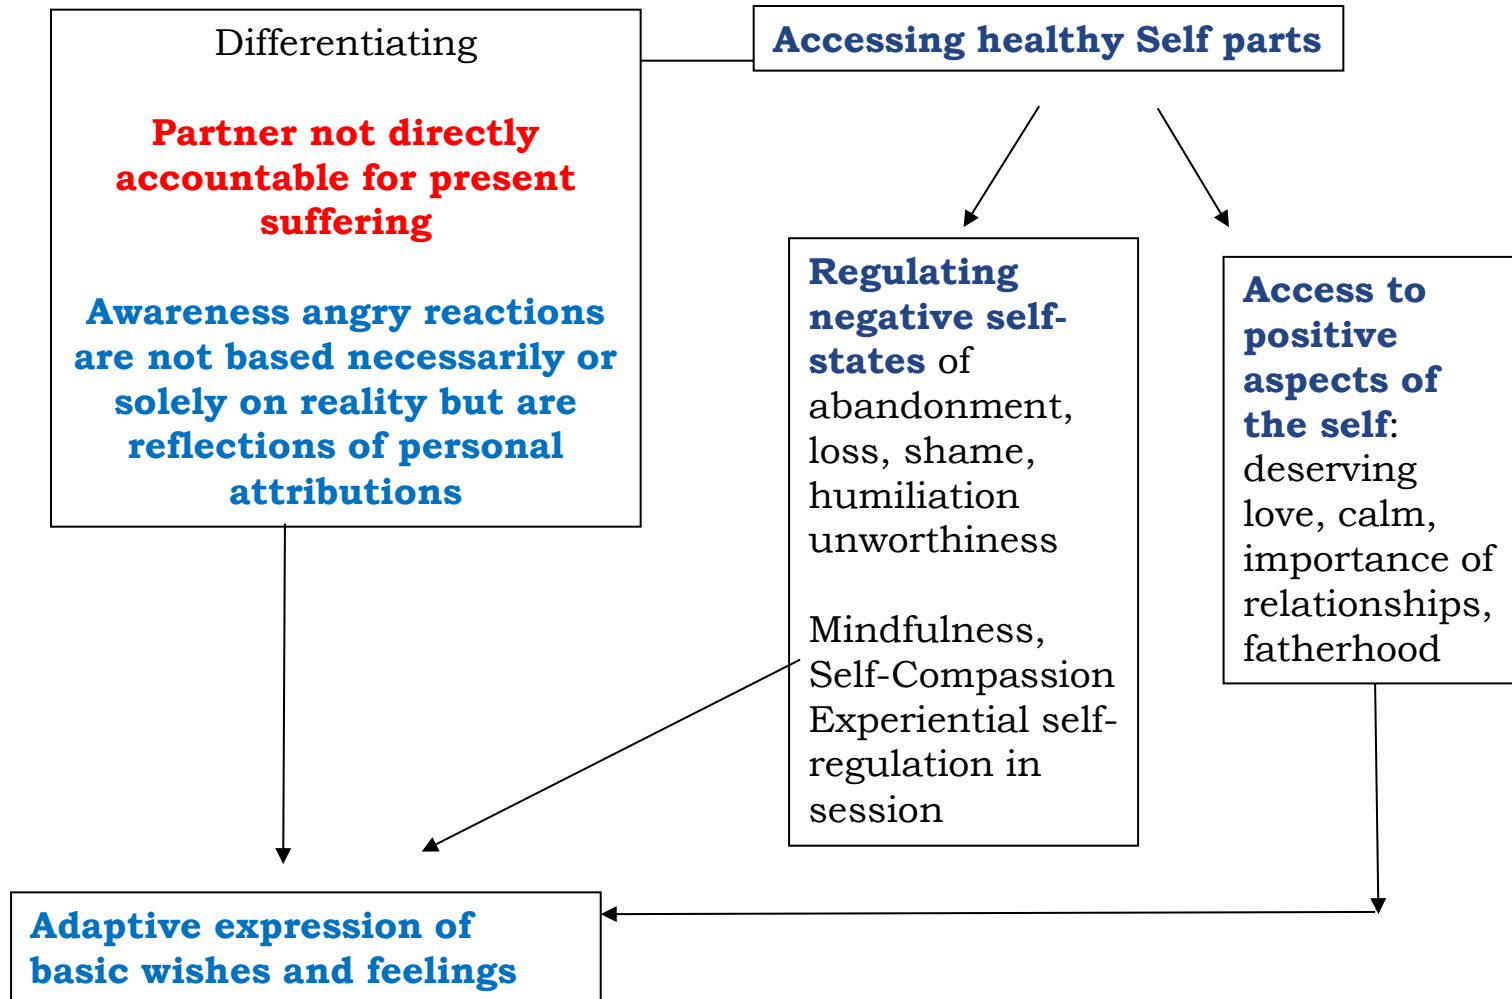 Differentiating
Partner not directly
accountable for present
suffering
Awareness angry reactions
are not based necessarily or
solely on reality but are
reflections of personal
attributions
Accessing healthy Self parts
Regulating
negative self-
states of
abandonment,
loss, shame,
humiliation
unworthiness
Mindfulness,
Self-Compassion
Experiential self-
regulation in
session
Access to
positive
aspects of
the self:
deserving
love, calm,
importance of
relationships,
fatherhood
Adaptive expression of
basic wishes and feelings